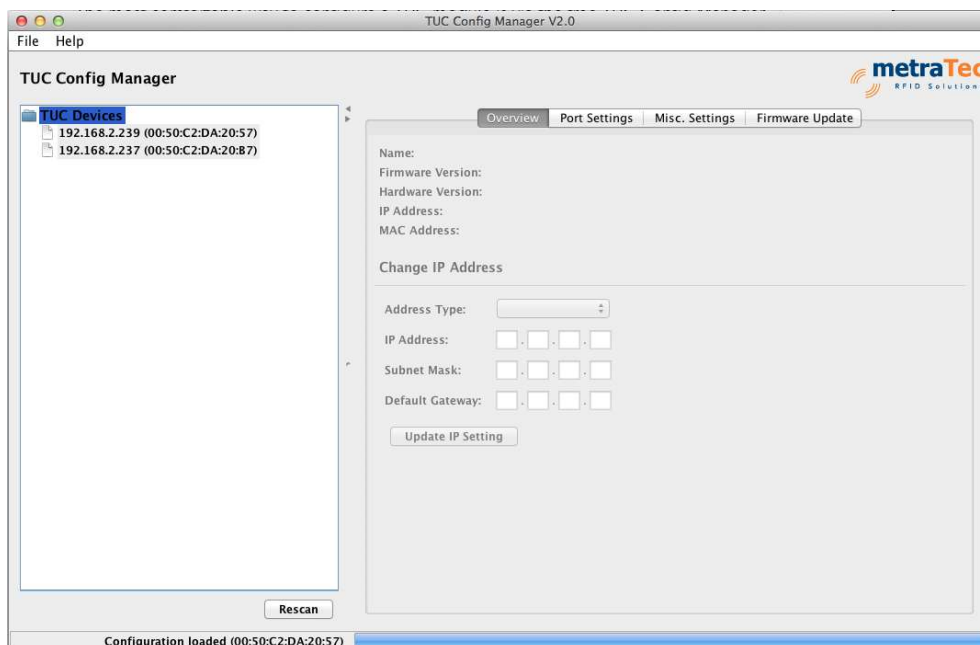 TUC Config Manager V2.0
File Help
TUC Config Manager
metraTec
RFID Solution
TUC Devices
192.168.2.239 (00:50:C2:DA:20:57)
192.168.2.237 (00:50:C2:DA:20:B7)
Rescan
Overview Port Settings Misc. Settings Firmware Update
Name:
Firmware Version:
Hardware Version:
IP Address:
MAC Address:
Change IP Address
Address Type:
IP Address: . . .
Subnet Mask: . . .
Default Gateway: . . .
Update IP Setting
Configuration loaded (00:50:C2:DA:20:57)